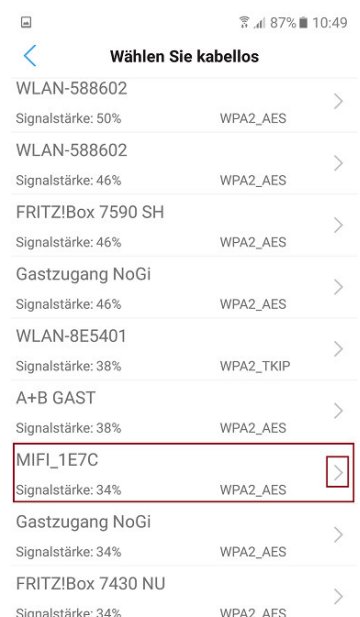 87% 10:49
Wählen Sie kabellos
WLAN-588602
Signalstärke: 50% WPA2_AES
WLAN-588602
Signalstärke: 46% WPA2_AES
FRITZ!Box 7590 SH
Signalstärke: 46% WPA2_AES
Gastzugang NoGi
Signalstärke: 46% WPA2_AES
WLAN-8E5401
Signalstärke: 38% WPA2_TKIP
A+B GAST
Signalstärke: 38% WPA2_AES
MIFI_1E7C
Signalstärke: 34% WPA2_AES
Gastzugang NoGi
Signalstärke: 34% WPA2_AES
FRITZ!Box 7430 NU
Signalstärke: 34% WPA2_AES